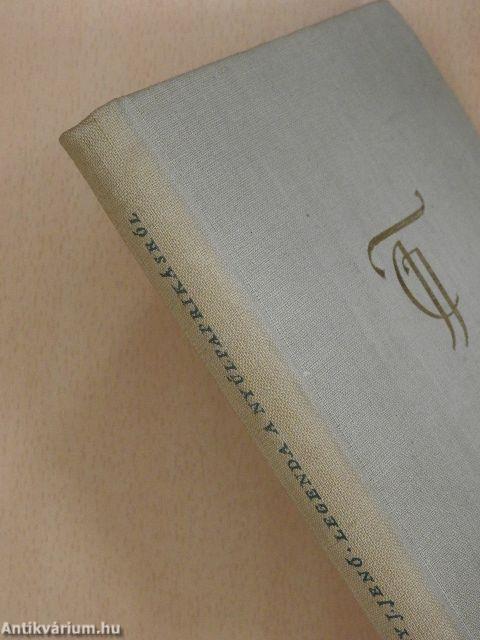 J JENŐ · LEGENDA A NYÚLPAPRIKÁSRÓL
Antikvárium.hu